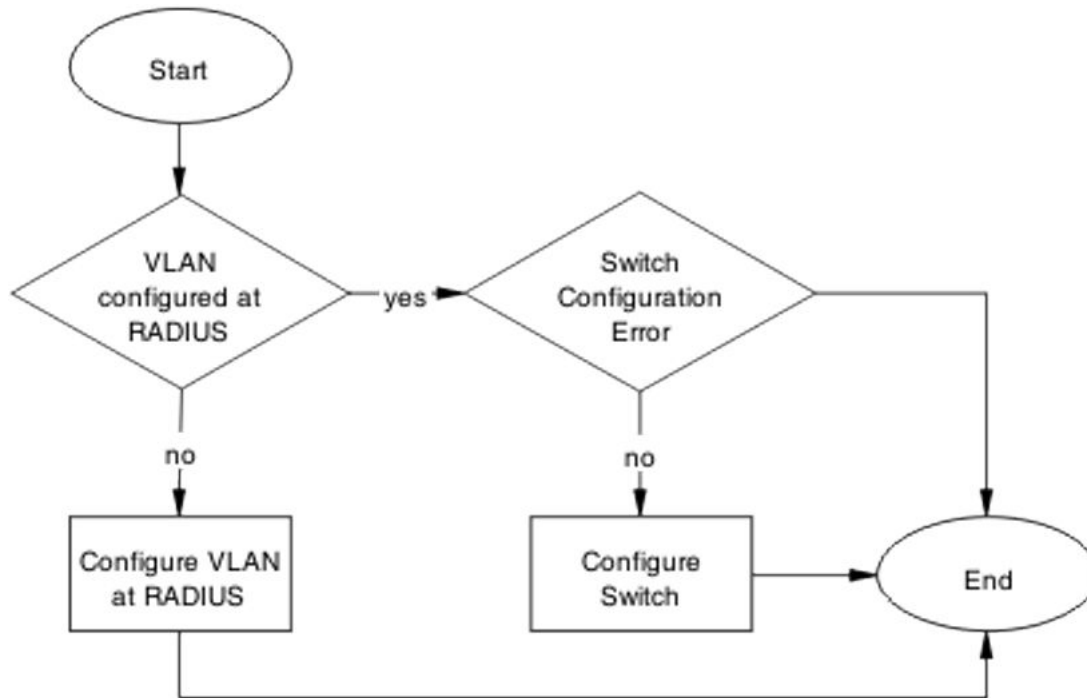 Start
VLAN
configured at
RADIUS
yes
Switch
Configuration
Error
no
no
Configure VLAN
at RADIUS
Configure
Switch
End